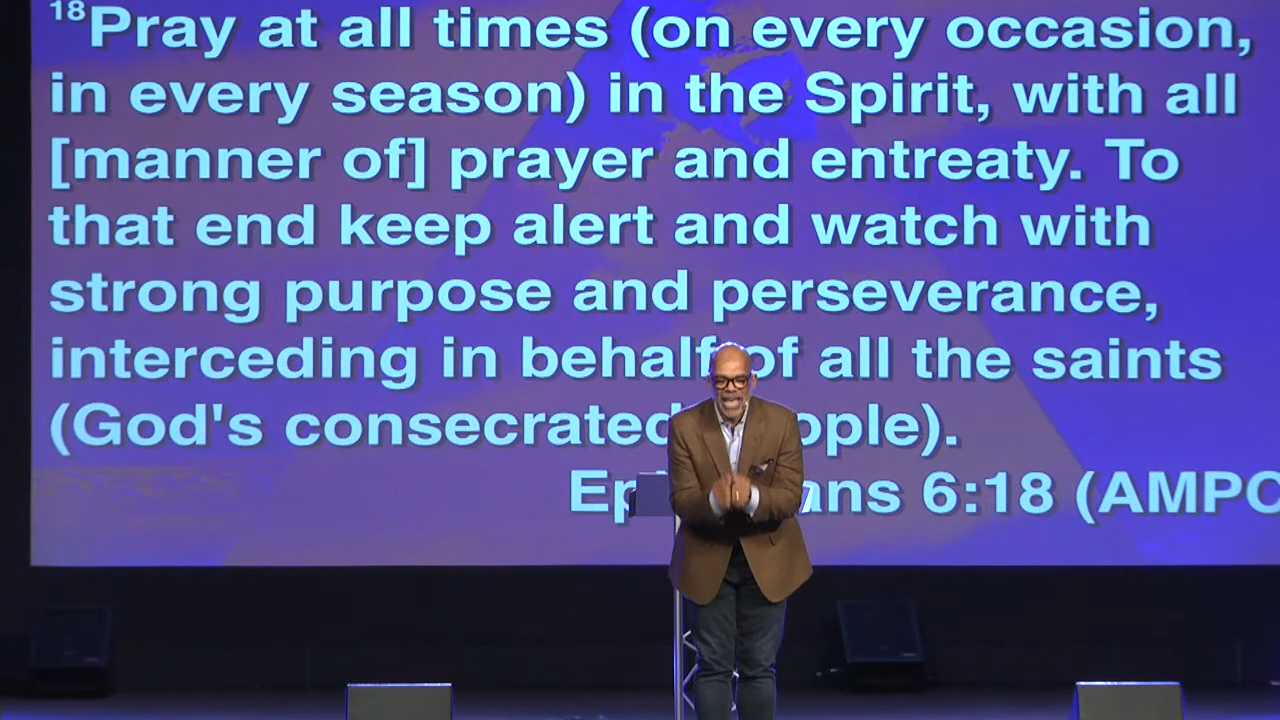 18Pray at all times (on every occasion,
in every season) in the Spirit, with all
[manner of] prayer and entreaty. To
that end keep alert and watch with
strong purpose and perseverance,
interceding in behalf of all the saints
(God's consecrated
6:18